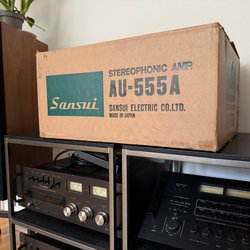 Sansui
STEREOPHONIC AMP.
AU-555A
SANSUI ELECTRIC CO.,LTD.
MADE IN JAPAN